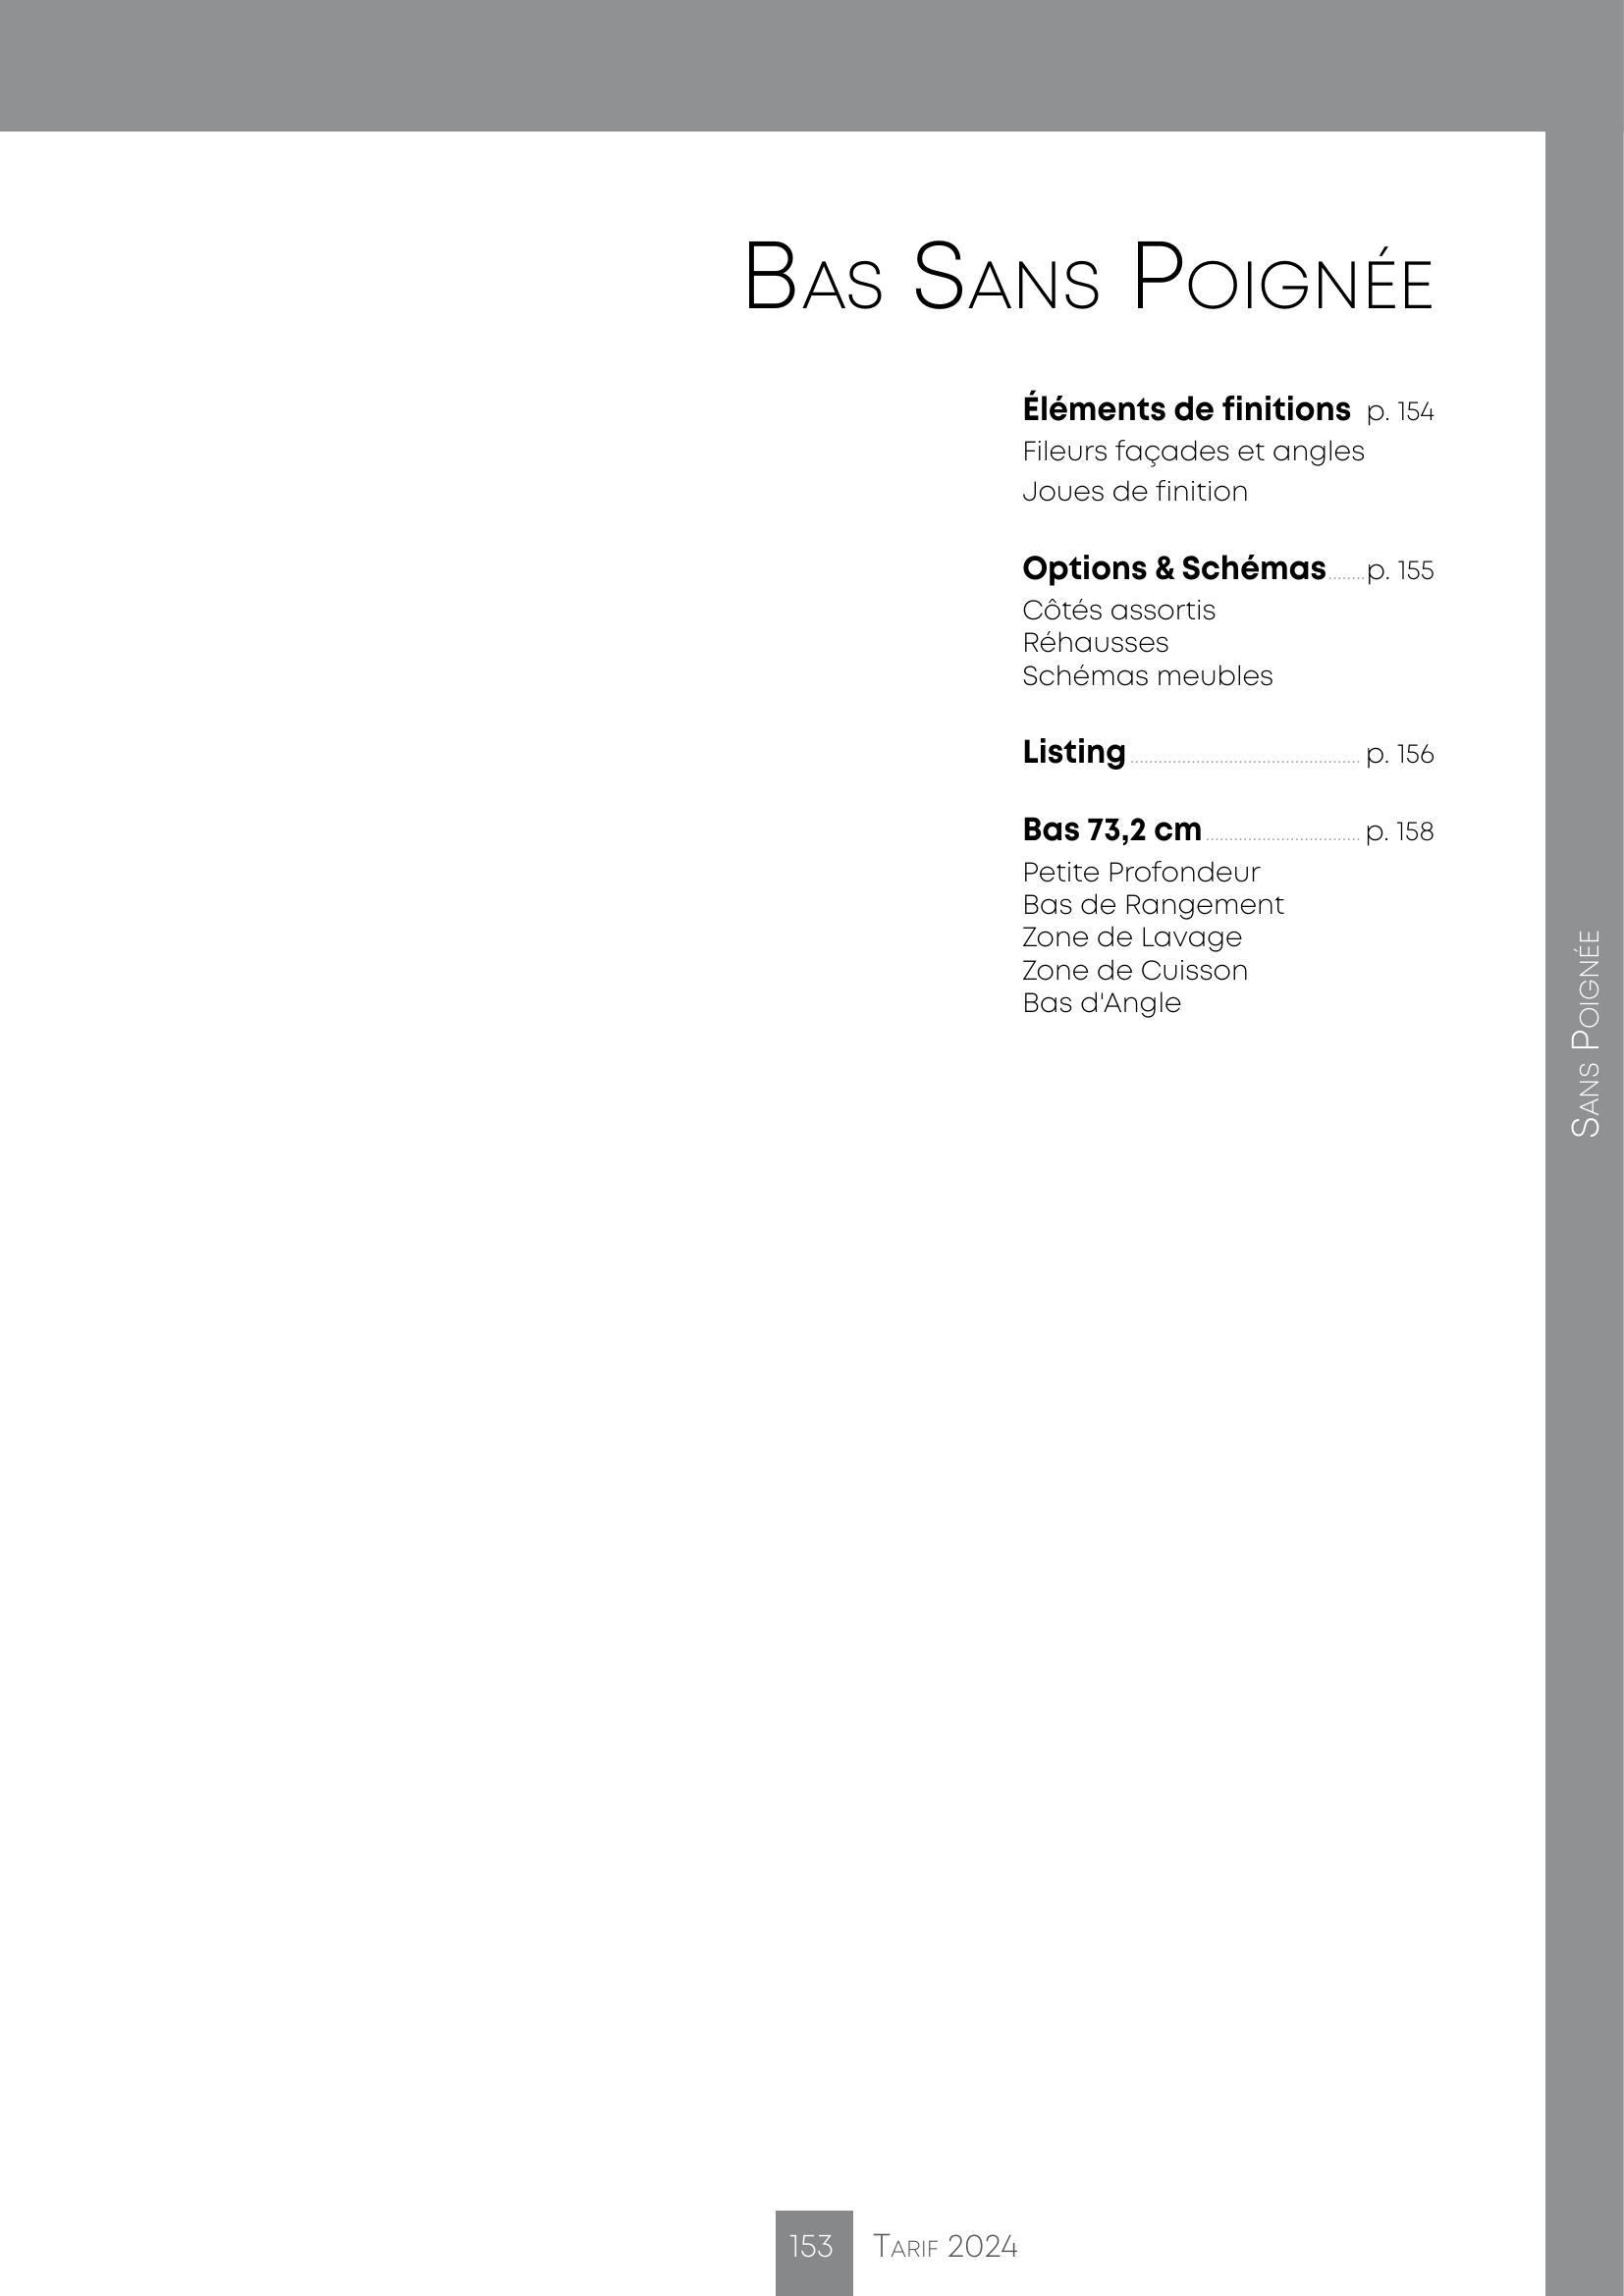 Bas Sans Poignée
Éléments de finitions p. 154
Fileurs façades et angles
Joues de finition
Options & Schémas........p. 155
Côtés assortis
Réhausses
Schémas meubles
Listing................................................. p. 156
Bas 73,2 cm................................. p. 158
Petite Profondeur
Bas de Rangement
Zone de Lavage
Zone de Cuisson
Bas d'Angle
Sans Poignée
153 Tarif 2024